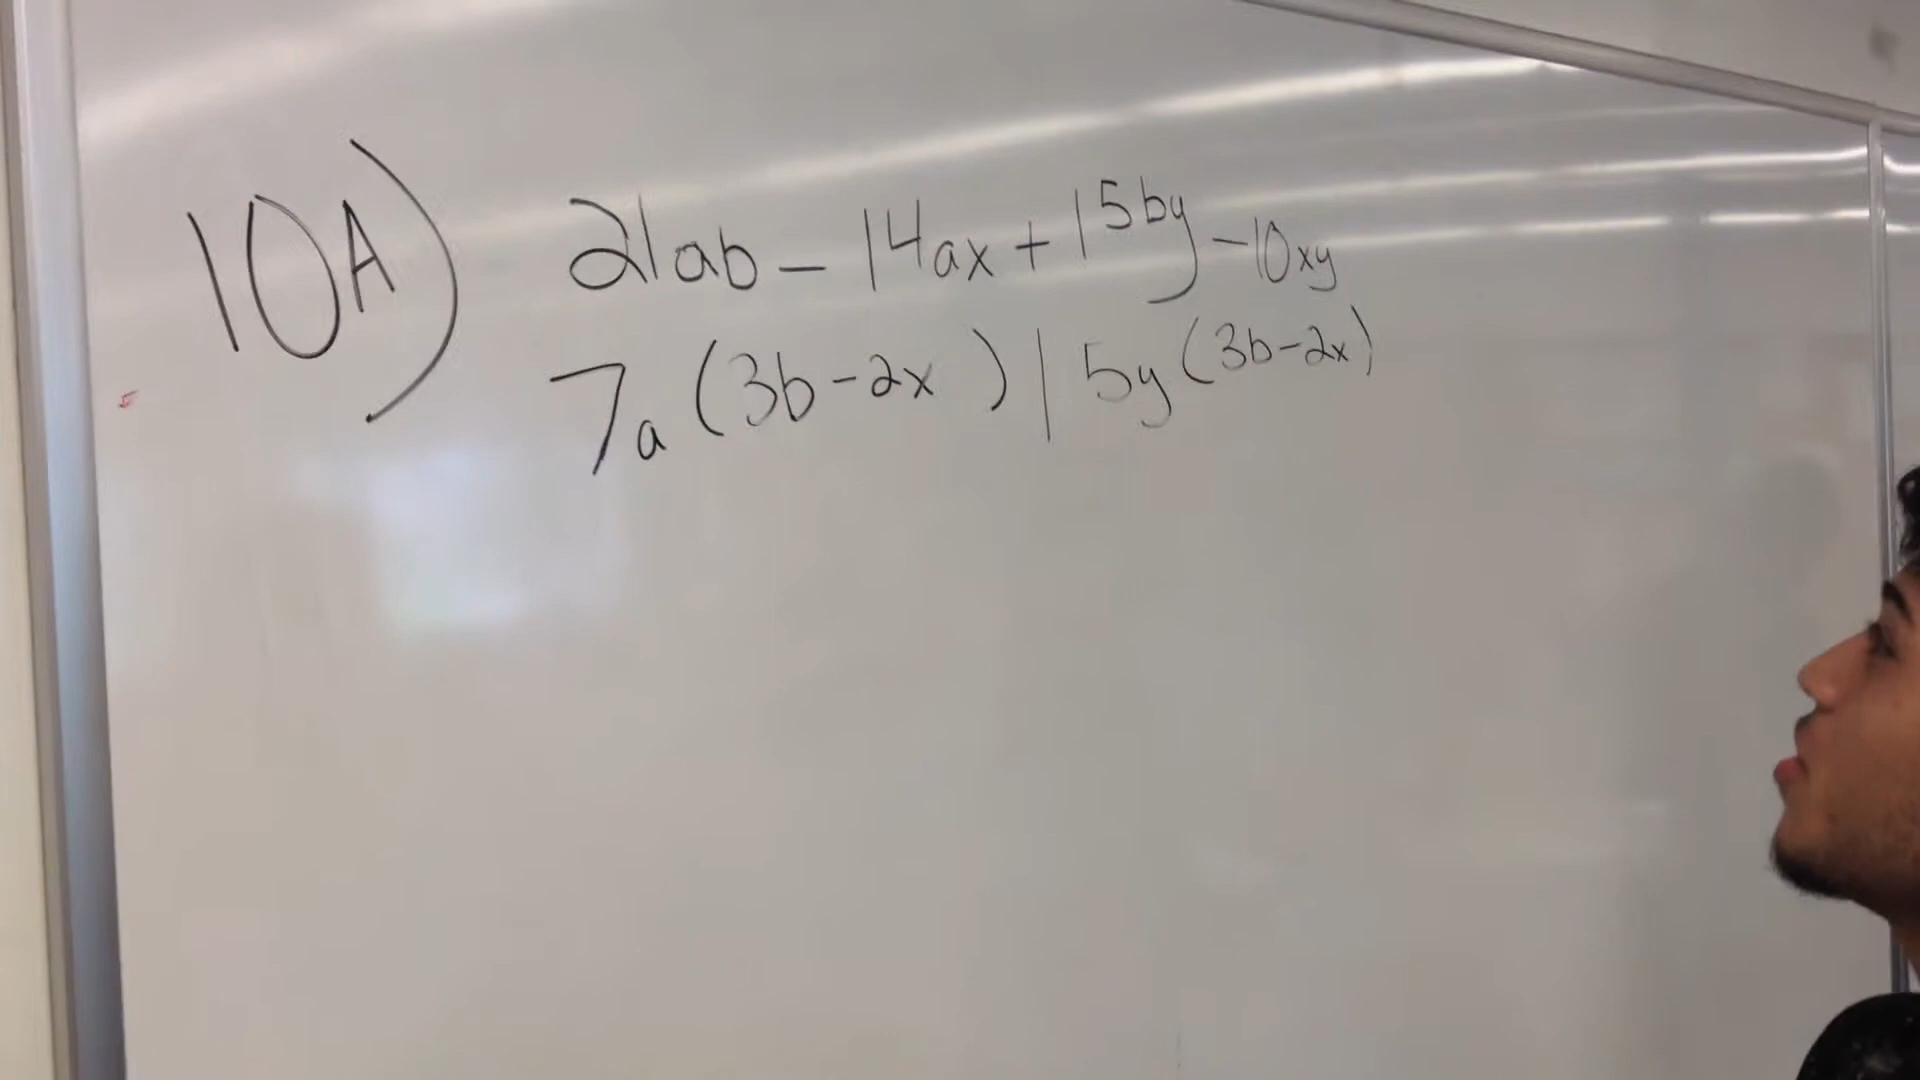 10A) 21ab - 14ax + 15by - 10xy
7a (3b - 2x ) | 5y (3b - 2x)